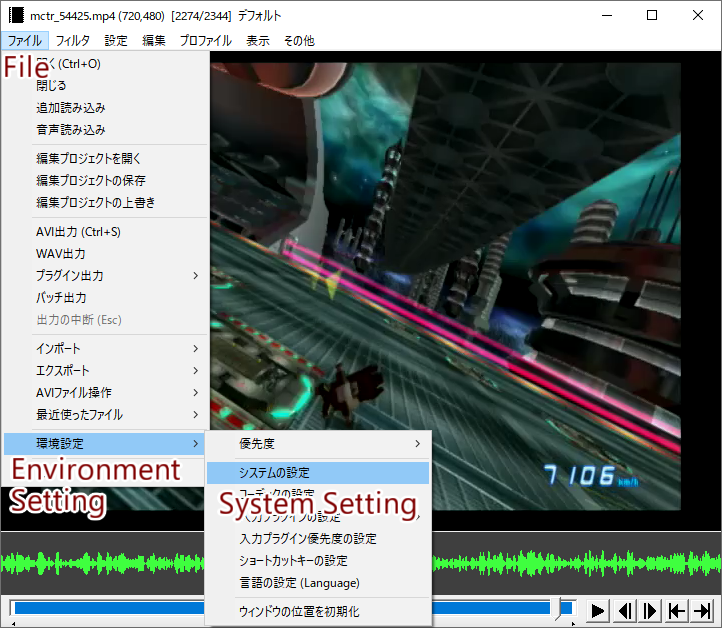 mctr_54425.mp4 (720,480) [2274/2344] デフォルト
ファイル フィルタ 設定 編集 プロファイル 表示 その他
File
(Ctrl+O)
閉じる
追加読み込み
音声読み込み
編集プロジェクトを開く
編集プロジェクトの保存
編集プロジェクトの上書き
AVI出力 (Ctrl+S)
WAV出力
プラグイン出力
バッチ出力
出力の中断 (Esc)
インポート
エクスポート
AVIファイル操作
最近使ったファイル
環境設定
Environment
Setting
優先度
システムの設定
コーデックの設定
System Setting
入力プラグインの設定
入力プラグイン優先度の設定
ショートカットキーの設定
言語の設定 (Language)
ウィンドウの位置を初期化
7106 km/h